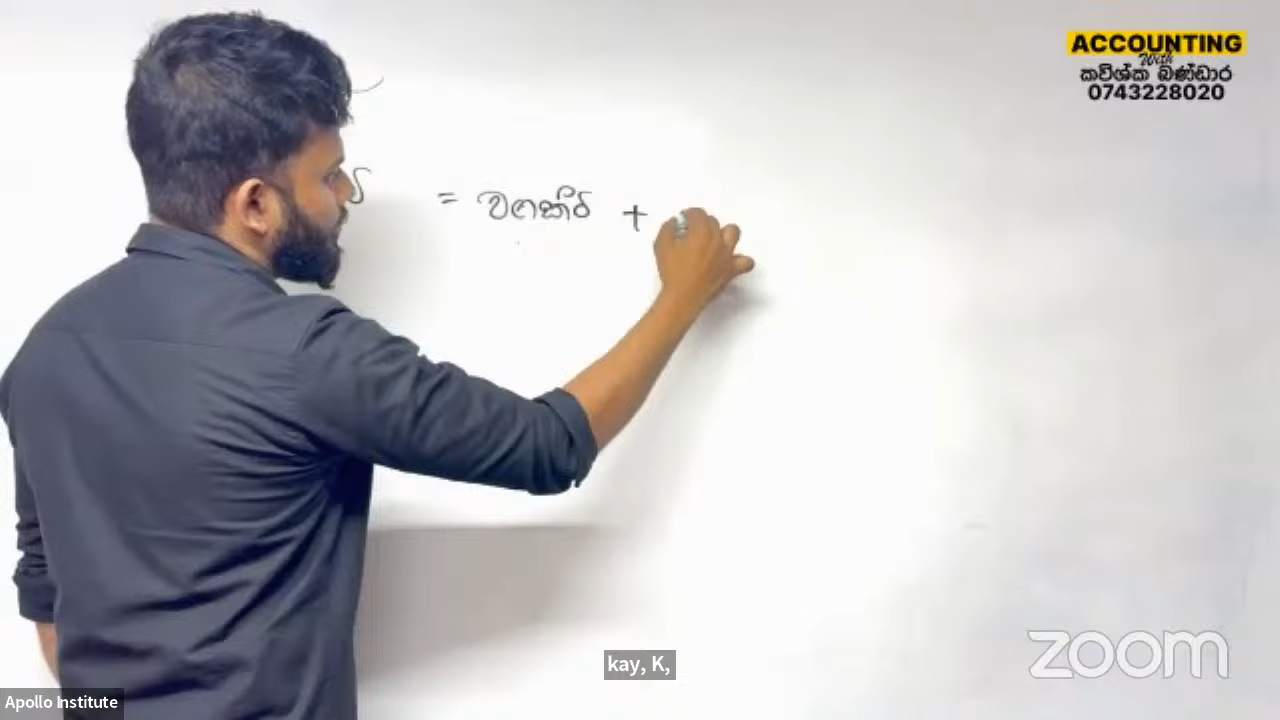 ACCOUNTING
With
කවිශ්ක බණ්ඩාර
0743228020
= වගකීම් +
kay, K,
zoom
Apollo Institute